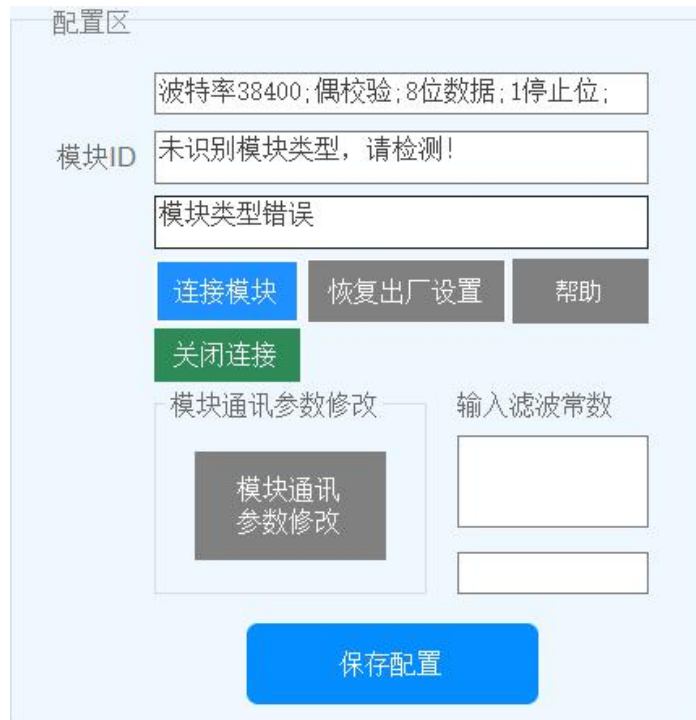 配置区
波特率38400;偶校验;8位数据;1停止位;
模块ID
未识别模块类型，请检测!
模块类型错误
连接模块
恢复出厂设置
帮助
关闭连接
模块通讯参数修改
输入滤波常数
模块通讯
参数修改
保存配置